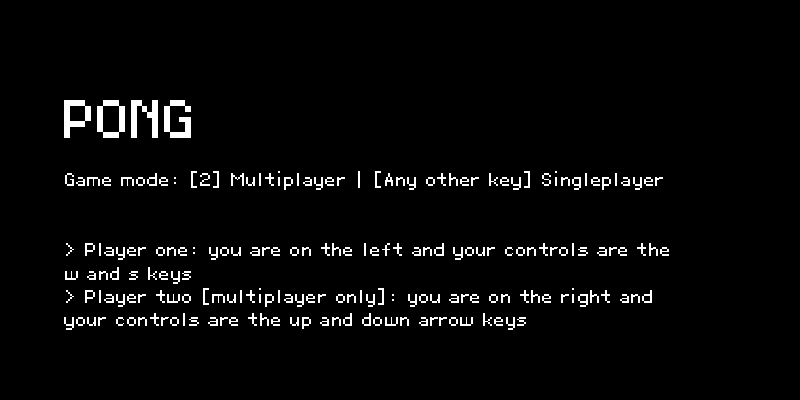 PONG
Game mode: [2] Multiplayer | [Any other key] Singleplayer
> Player one: you are on the left and your controls are the
w and s keys
> Player two [multiplayer only]: you are on the right and
your controls are the up and down arrow keys